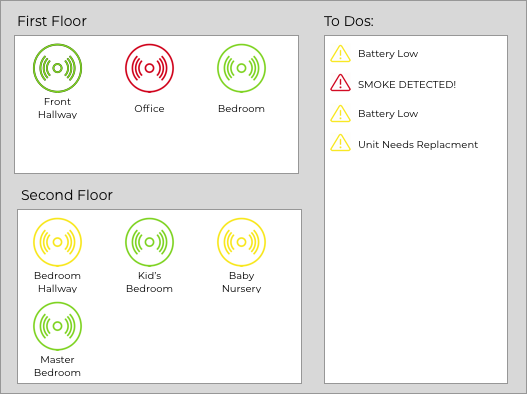 First Floor
Front
Hallway
Office
Bedroom
Second Floor
Bedroom
Hallway
Kid's
Bedroom
Baby
Nursery
Master
Bedroom
To Dos:
Battery Low
SMOKE DETECTED!
Battery Low
Unit Needs Replacment